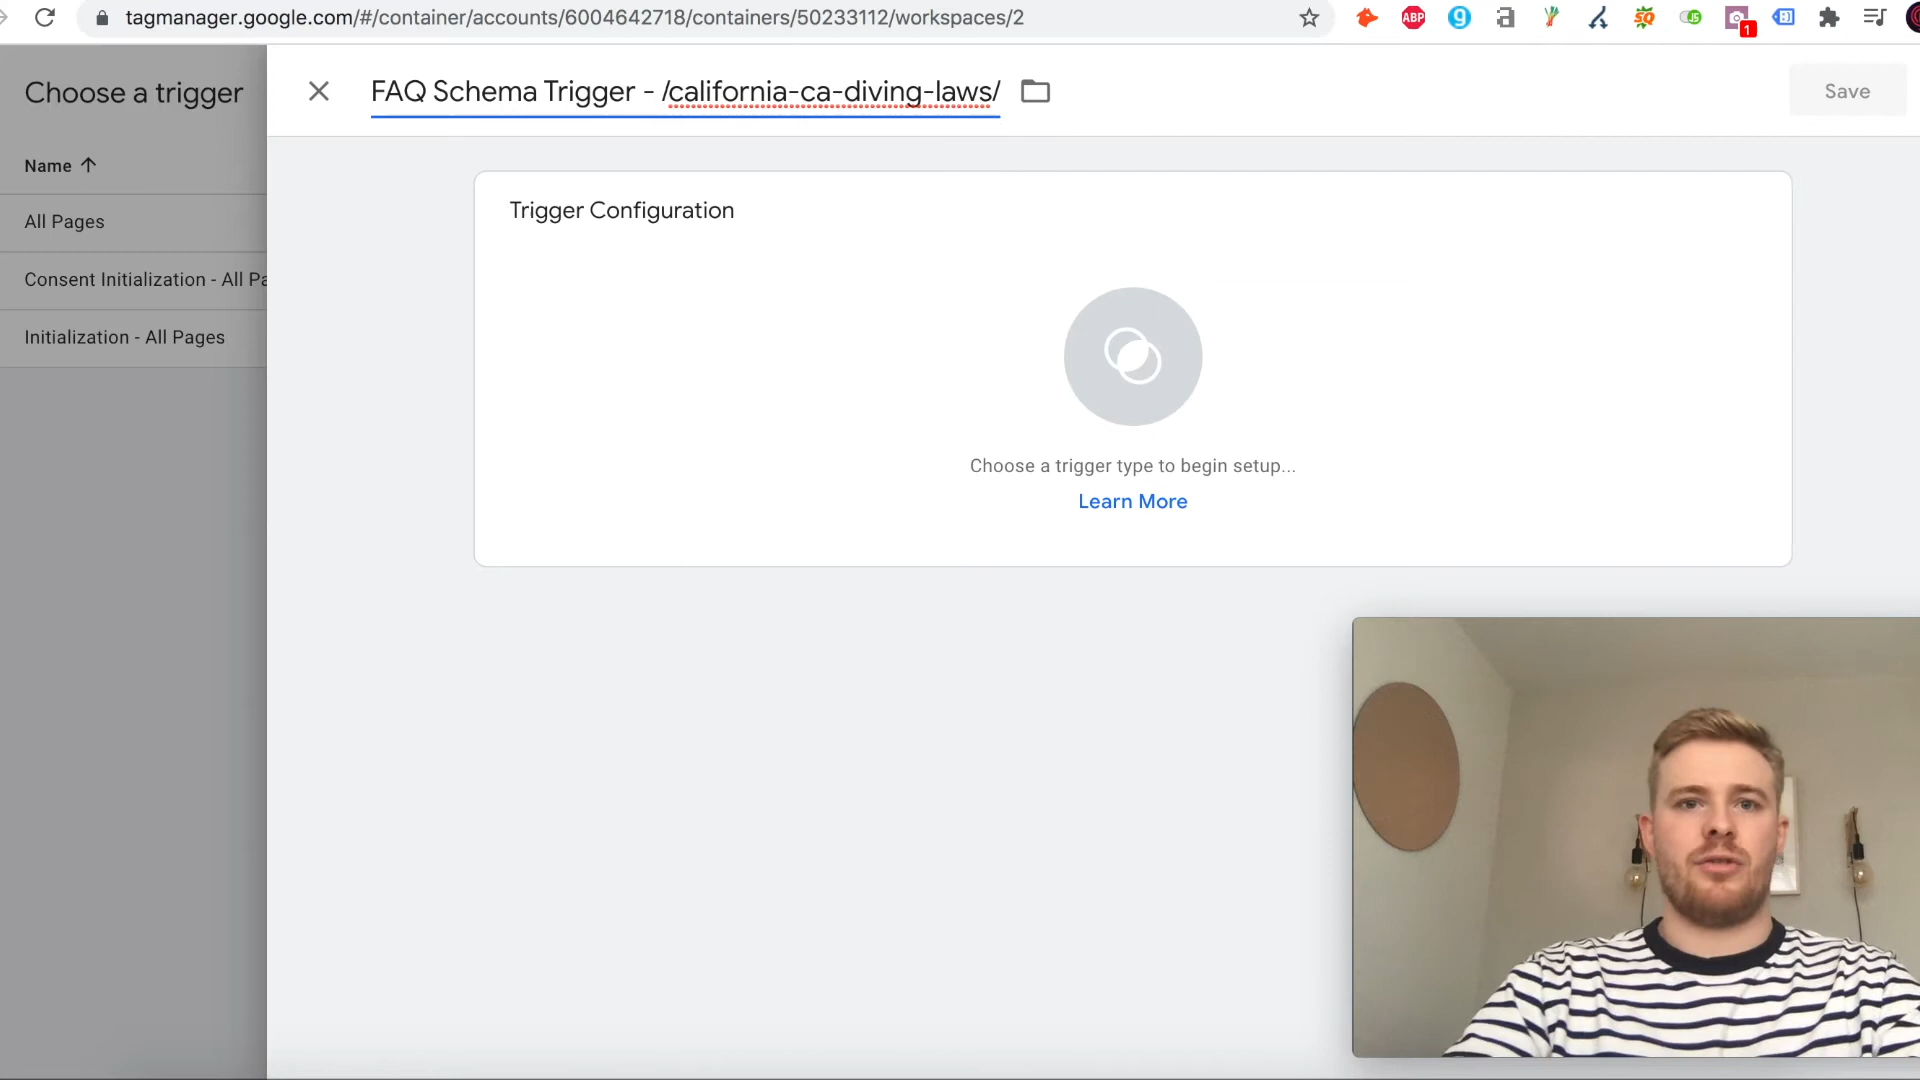 tagmanager.google.com/#/container/accounts/6004642718/containers/50233112/workspaces/2
ABP
1
Choose a trigger
FAQ Schema Trigger - /california-ca-diving-laws/
Save
Name
All Pages
Consent Initialization - All Pa
Initialization - All Pages
Trigger Configuration
Choose a trigger type to begin setup...
Learn More